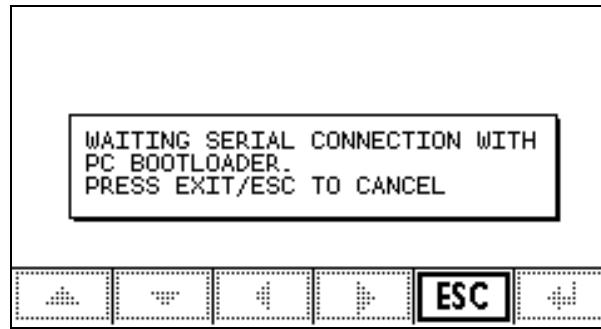 WAITING SERIAL CONNECTION WITH
PC BOOTLOADER.
PRESS EXIT/ESC TO CANCEL
ESC